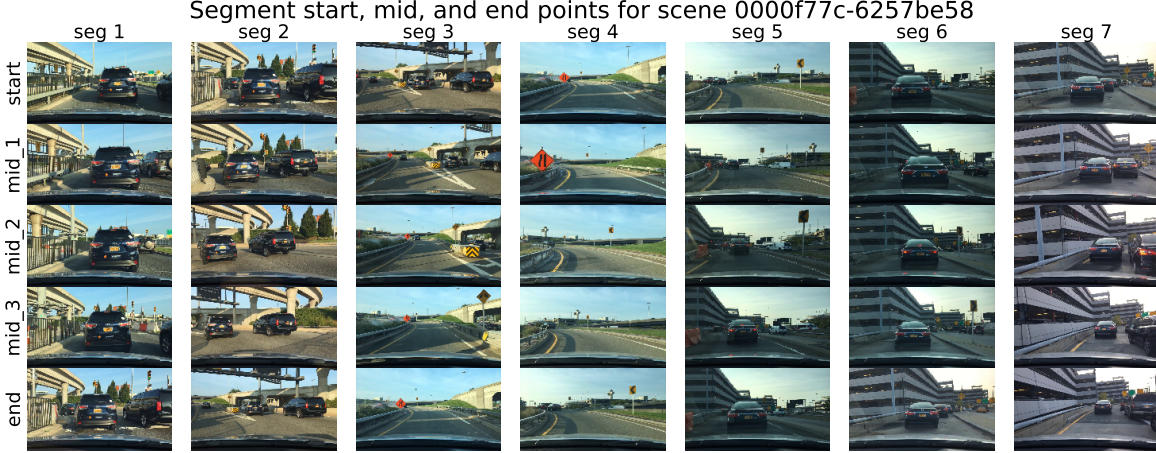 Segment start, mid, and end points for scene 0000f77c-6257be58
seg 1 seg 2 seg 3 seg 4 seg 5 seg 6 seg 7
start
mid_1
mid_2
mid_3
end